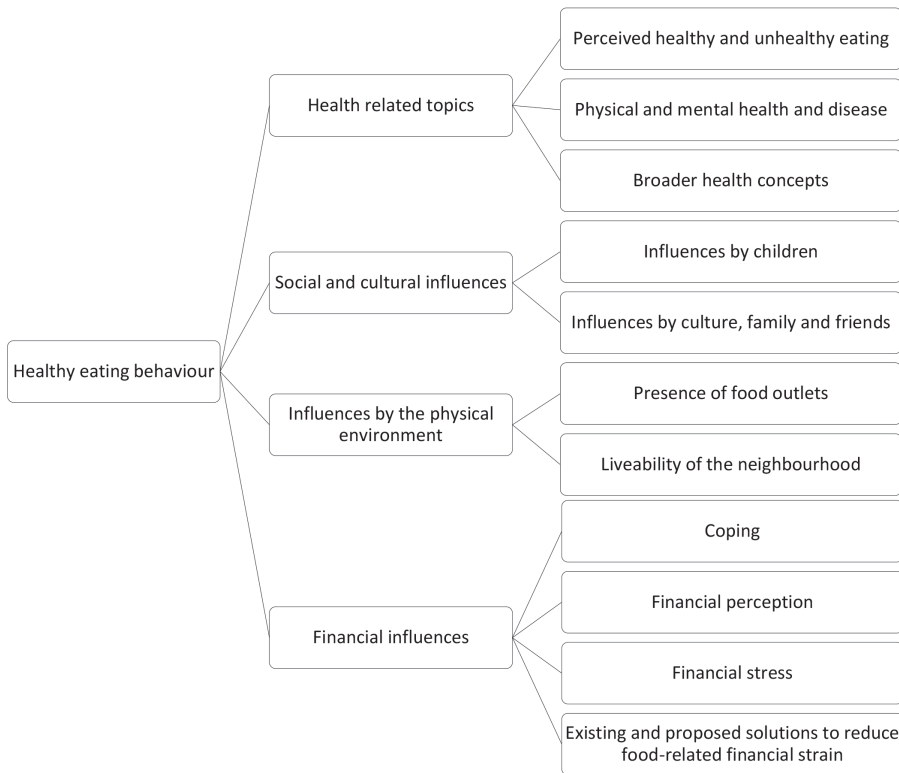 Healthy eating behaviour
Health related topics
Perceived healthy and unhealthy eating
Physical and mental health and disease
Broader health concepts
Social and cultural influences
Influences by children
Influences by culture, family and friends
Influences by the physical
environment
Presence of food outlets
Liveability of the neighbourhood
Financial influences
Coping
Financial perception
Financial stress
Existing and proposed solutions to reduce
food-related financial strain